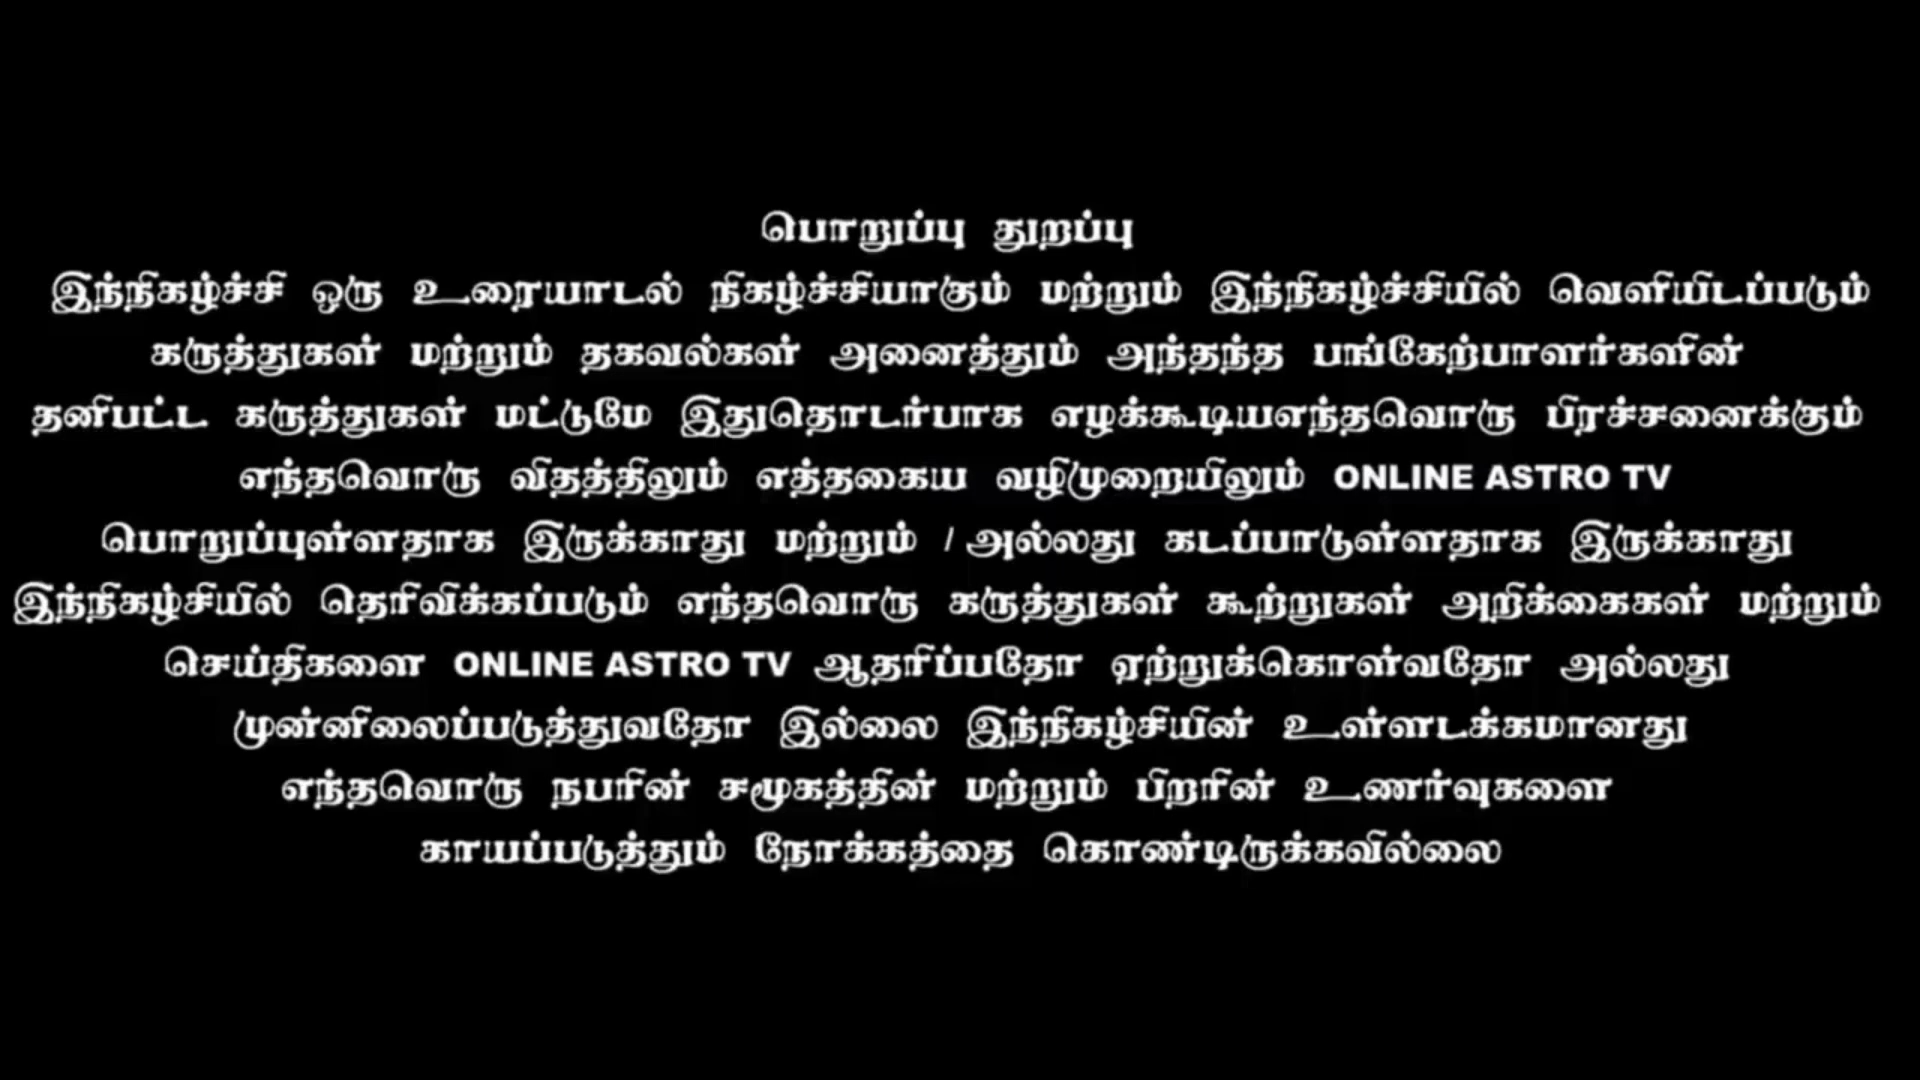 பொறுப்பு துறப்பு
இந்நிகழ்ச்சி ஒரு உரையாடல் நிகழ்ச்சியாகும் மற்றும் இந்நிகழ்ச்சியில் வெளியிடப்படும்
கருத்துகள் மற்றும் தகவல்கள் அனைத்தும் அந்தந்த பங்கேற்பாளர்களின்
தனிபட்ட கருத்துகள் மட்டுமே இதுதொடர்பாக எழக்கூடியஎந்தவொரு பிரச்சனைக்கும்
எந்தவொரு விதத்திலும் எத்தகைய வழிமுறையிலும் ONLINE ASTRO TV
பொறுப்புள்ளதாக இருக்காது மற்றும் / அல்லது கடப்பாடுள்ளதாக இருக்காது
இந்நிகழ்சியில் தெரிவிக்கப்படும் எந்தவொரு கருத்துகள் கூற்றுகள் அறிக்கைகள் மற்றும்
செய்திகளை ONLINE ASTRO TV ஆதரிப்பதோ ஏற்றுக்கொள்வதோ அல்லது
முன்னிலைப்படுத்துவதோ இல்லை இந்நிகழ்சியின் உள்ளடக்கமானது
எந்தவொரு நபரின் சமூகத்தின் மற்றும் பிறரின் உணர்வுகளை
காயப்படுத்தும் நோக்கத்தை கொண்டிருக்கவில்லை